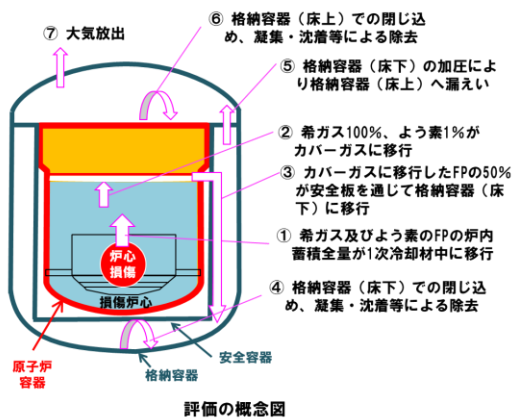 ⑥ 格納容器（床上）での閉じ込
め、凝集・沈着等による除去
⑦ 大気放出
⑤ 格納容器（床下）の加圧によ
り格納容器（床上）へ漏えい
② 希ガス100%、よう素1%が
カバーガスに移行
③ カバーガスに移行したFPの50%
が安全板を通じて格納容器（床
下）に移行
① 希ガス及びよう素のFPの炉内
蓄積全量が1次冷却材中に移行
炉心
損傷
損傷炉心
④ 格納容器（床下）での閉じ込
め、凝集・沈着等による除去
原子炉
容器
格納容器
安全容器
評価の概念図